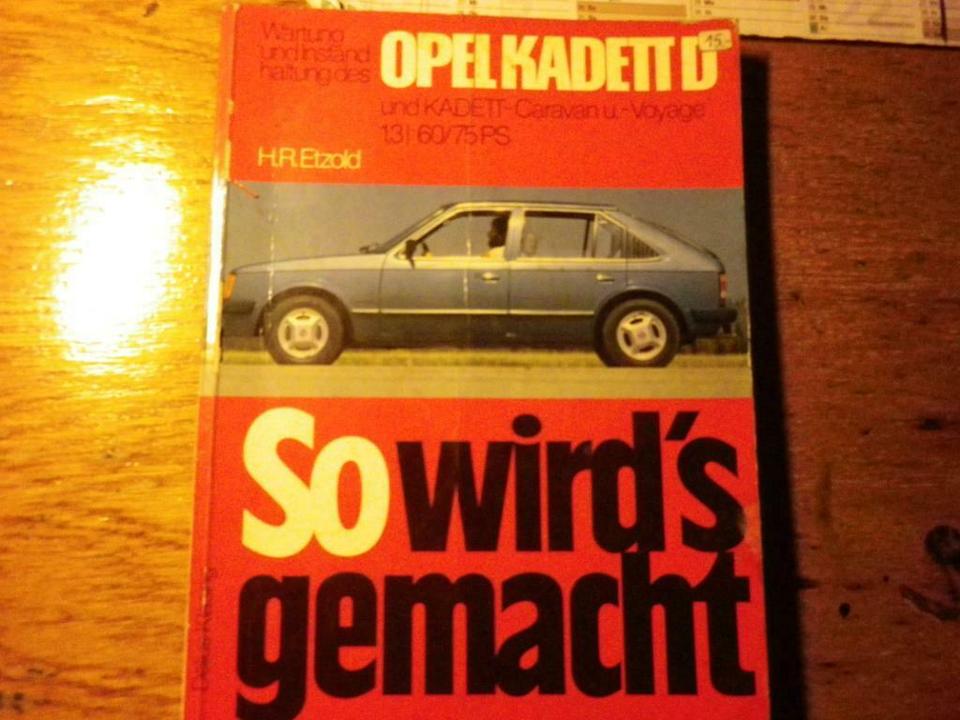 Wartung
und Instand
haltung des
OPEL KADETT D
15.-
und KADETT-Caravan u.-Voyage
1,3l 60/75 PS
H.R. Etzold
So wird's
gemacht